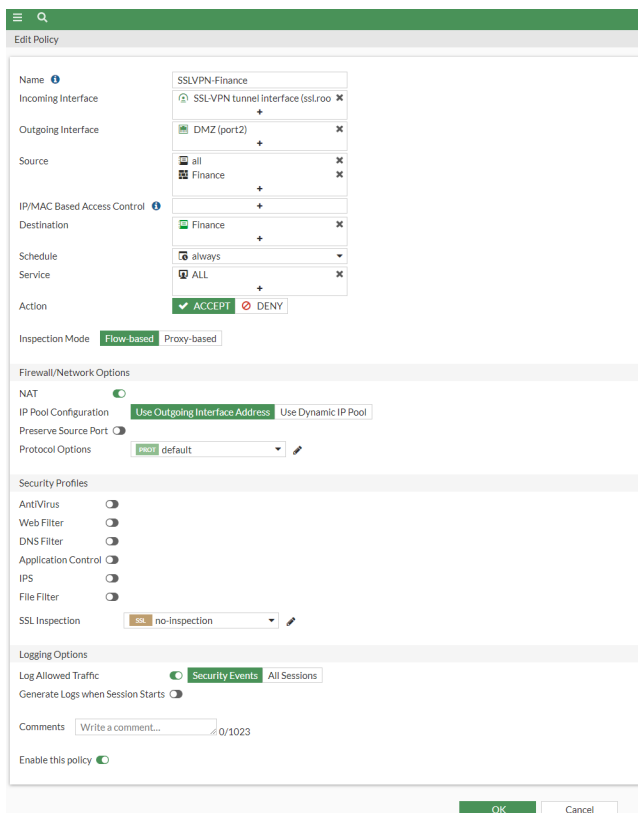 Edit Policy
Name
SSLVPN-Finance
Incoming Interface
SSL-VPN tunnel interface (ssl.roo
+
Outgoing Interface
DMZ (port2)
+
Source
all
Finance
+
IP/MAC Based Access Control
+
Destination
Finance
+
Schedule
always
Service
ALL
+
Action
ACCEPT DENY
Inspection Mode Flow-based Proxy-based
Firewall/Network Options
NAT
IP Pool Configuration Use Outgoing Interface Address Use Dynamic IP Pool
Preserve Source Port
Protocol Options PROT default
Security Profiles
AntiVirus
Web Filter
DNS Filter
Application Control
IPS
File Filter
SSL Inspection SSL no-inspection
Logging Options
Log Allowed Traffic Security Events All Sessions
Generate Logs when Session Starts
Comments Write a comment... 0/1023
Enable this policy
OK Cancel